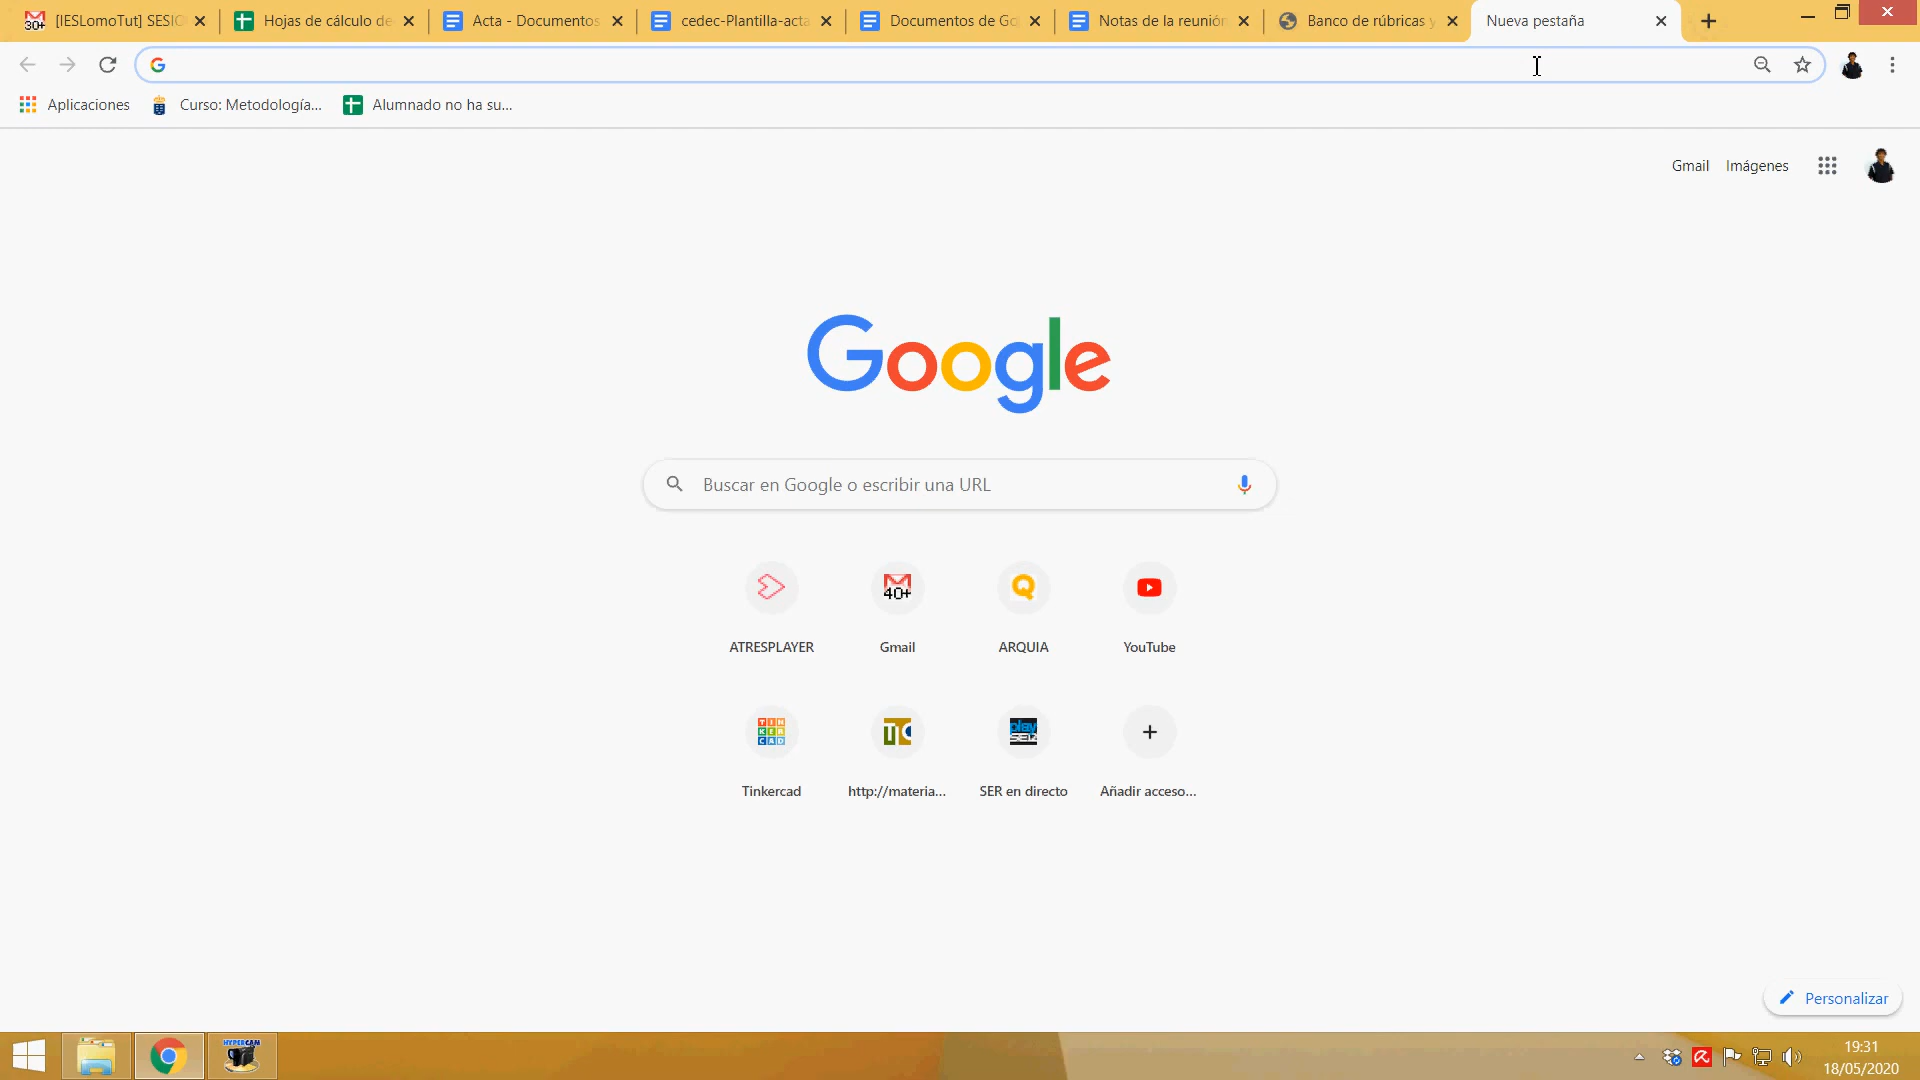 [IESLomoTut] SESIO
Hojas de cálculo de
Acta - Documentos
cedec-Plantilla-acta
Documentos de Go
Notas de la reunión
Banco de rúbricas y
Nueva pestaña
Aplicaciones
Curso: Metodología...
Alumnado no ha su...
Gmail
Imágenes
Google
Buscar en Google o escribir una URL
ATRESPLAYER
Gmail
ARQUIA
YouTube
Tinkercad
http://materia...
SER en directo
Añadir acceso...
Personalizar
HYPERCAM
19:31
18/05/2020